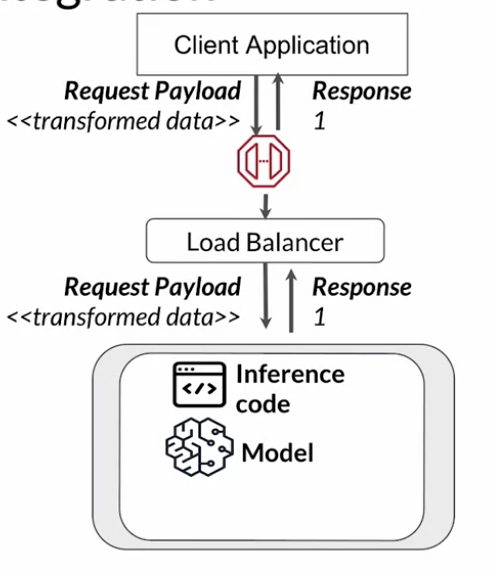 Client Application
Request Payload
<<transformed data>>
Response
1
Load Balancer
Request Payload
<<transformed data>>
Response
1
Inference
code
Model